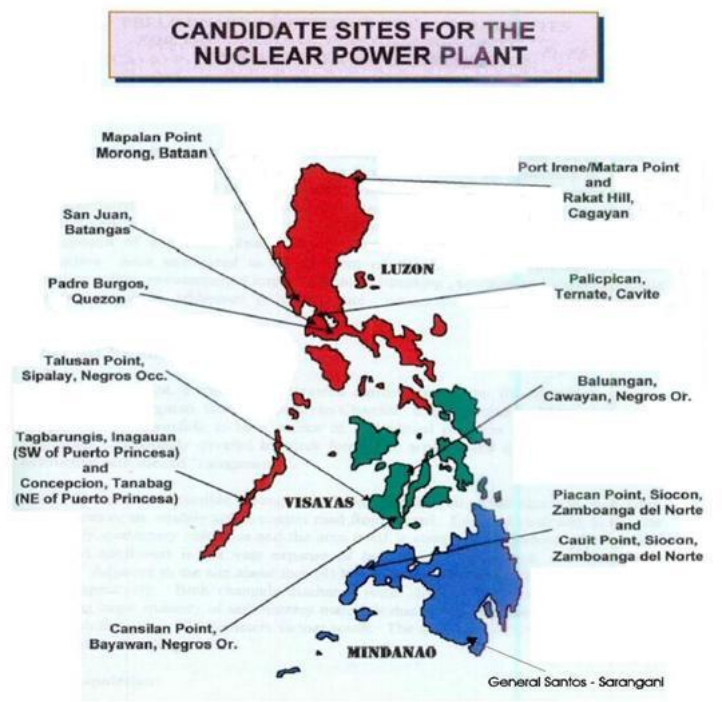 CANDIDATE SITES FOR THE
NUCLEAR POWER PLANT
Mapalan Point
Morong, Bataan
Port Irene/Matara Point
and
Rakat Hill,
Cagayan
San Juan,
Batangas
LUZON
Padre Burgos,
Quezon
Palicpican,
Ternate, Cavite
Talusan Point,
Sipalay, Negros Occ.
Baluangan,
Cawayan, Negros Or.
Tagbarungis, Inagauan
(SW of Puerto Princesa)
and
Concepcion, Tanabag
(NE of Puerto Princesa)
VISAYAS
Piacan Point, Siocon,
Zamboanga del Norte
and
Cauit Point, Siocon,
Zamboanga del Norte
Cansilan Point,
Bayawan, Negros Or.
MINDANAO
General Santos - Sarangani